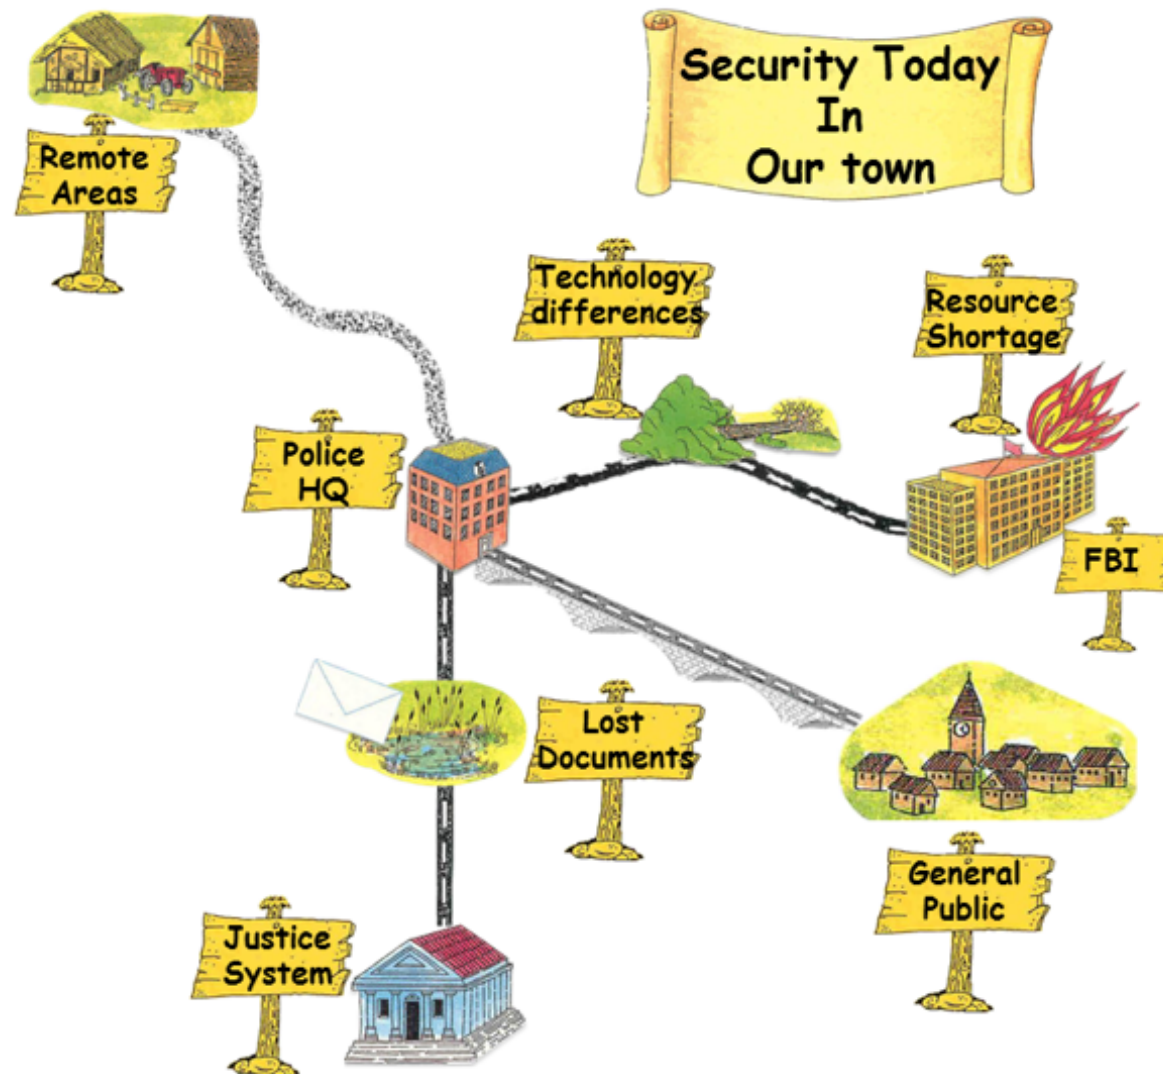 Security Today
In
Our town
Remote
Areas
Technology
differences
Resource
Shortage
Police
HQ
FBI
Lost
Documents
General
Public
Justice
System